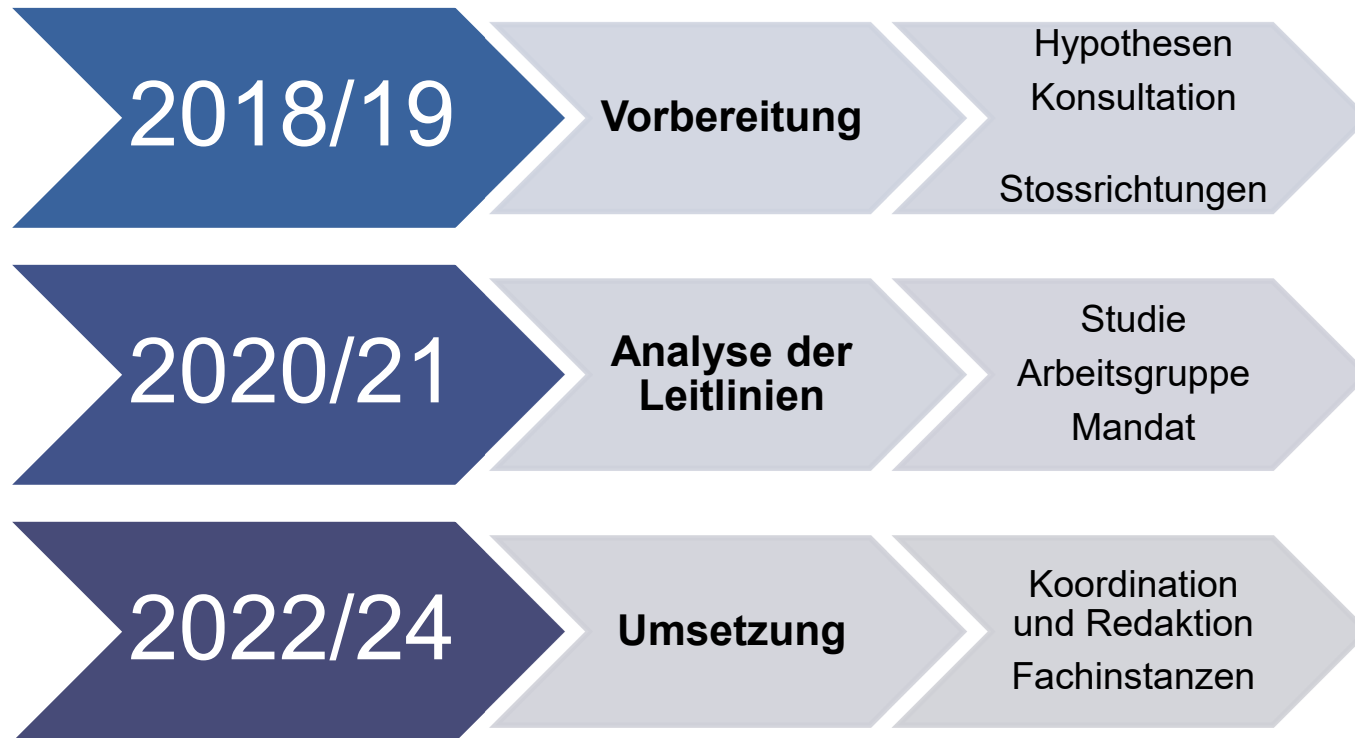 2018/19
Vorbereitung
Hypothesen
Konsultation
Stossrichtungen
2020/21
Analyse der
Leitlinien
Studie
Arbeitsgruppe
Mandat
2022/24
Umsetzung
Koordination
und Redaktion
Fachinstanzen